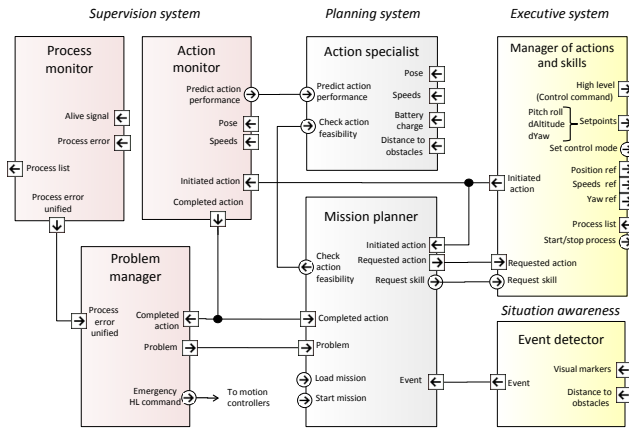 Supervision system
Planning system
Executive system
Process
monitor
Alive signal
Process error
Process list
Process error
unified
Action
monitor
Predict action
performance
Pose
Speeds
Initiated action
Completed action
Action specialist
Predict action
performance
Check action
feasibility
Pose
Speeds
Battery
charge
Distance to
obstacles
Manager of actions
and skills
High level
(Control command)
Pitch roll
dAltitude
dYaw
Setpoints
Set control mode
Initiated
action
Position ref
Speeds ref
Yaw ref
Process list
Start/stop process
Requested action
Request skill
Problem
manager
Process
error
unified
Completed
action
Problem
Emergency
HL command
To motion
controllers
Mission planner
Initiated action
Requested action
Request skill
Check
action
feasibility
Completed action
Problem
Load mission
Start mission
Event
Situation awareness
Event detector
Visual markers
Event
Distance to
obstacles